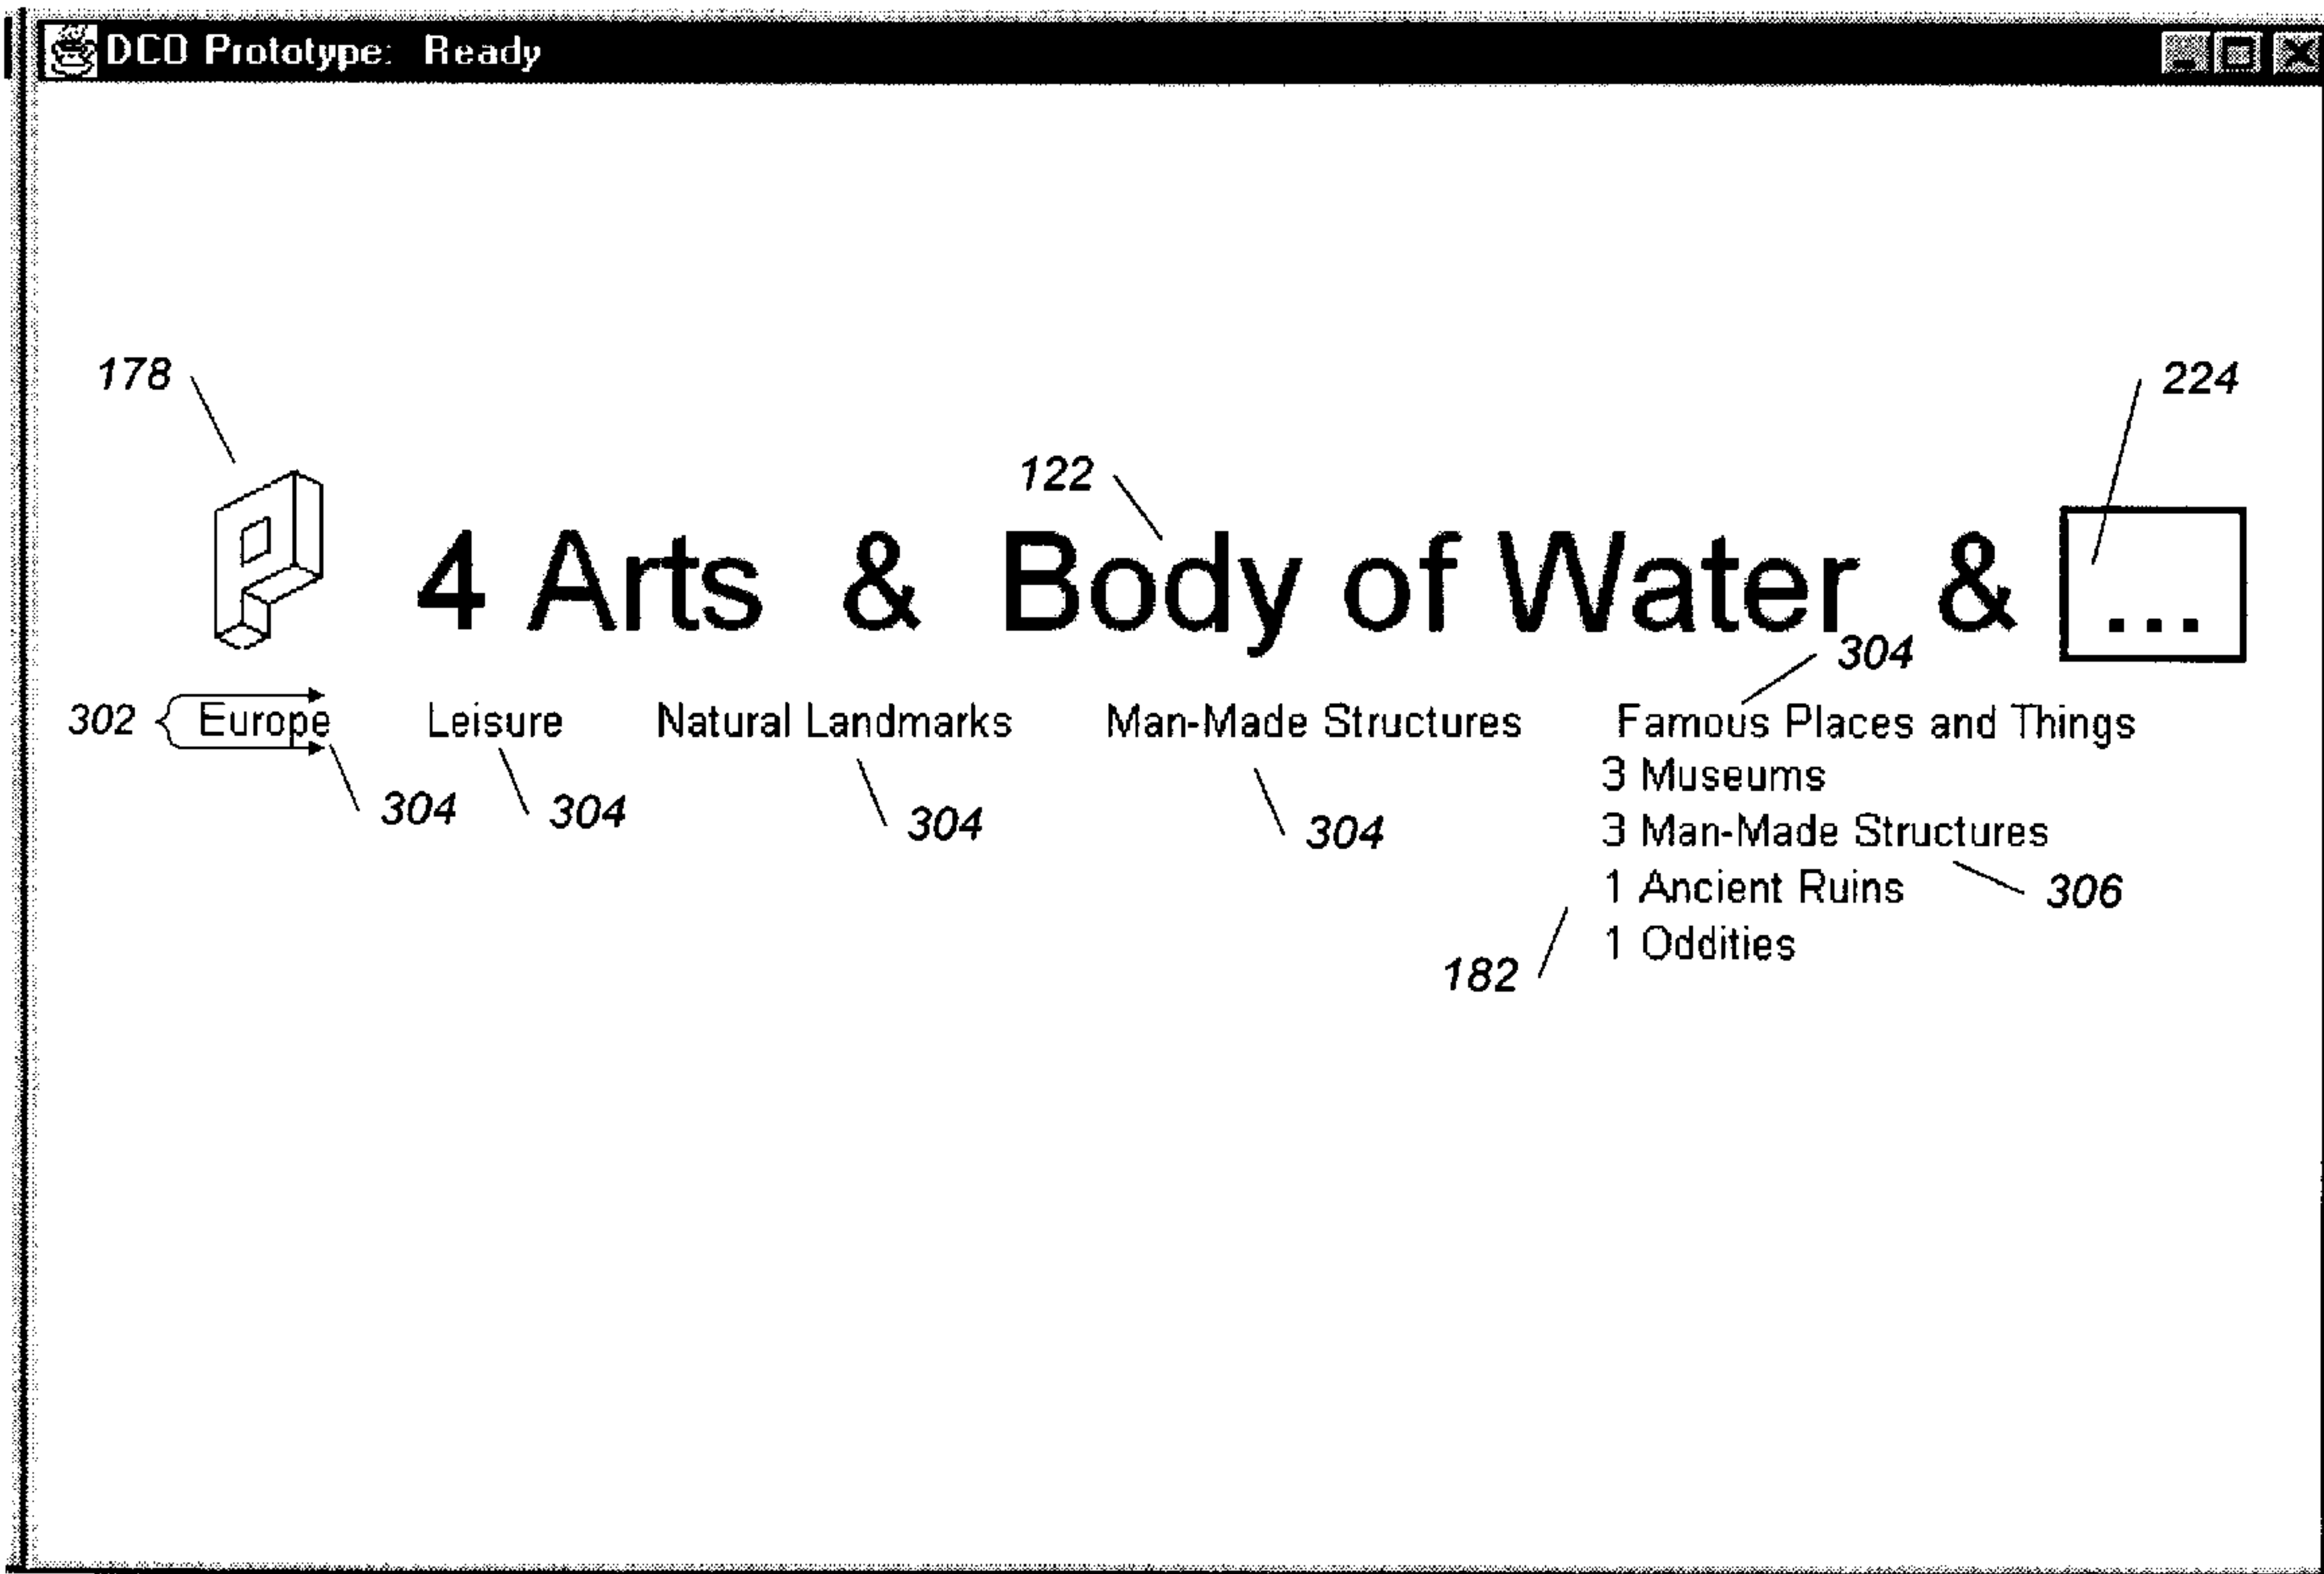 DCO Prototype: Ready
178
224
122
4 Arts & Body of Water & ...
304
302 Europe Leisure Natural Landmarks Man-Made Structures Famous Places and Things
3 Museums
304 304 304 304 3 Man-Made Structures
1 Ancient Ruins 306
182 1 Oddities